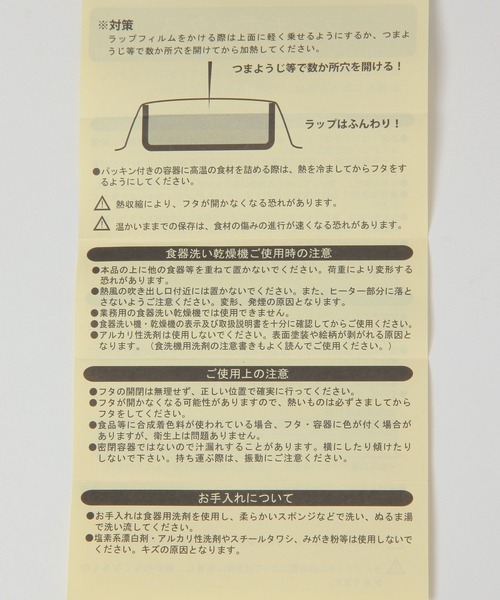 ※対策
ラップフィルムをかける際は上面に軽く乗せるようにするか、つまよ
うじ等で数か所穴を開けてから加熱してください。
つまようじ等で数か所穴を開ける！
ラップはふんわり！
●パッキン付きの容器に高温の食材を詰める際は、熱を冷ましてからフタをす
るようにしてください。
熱収縮により、フタが開かなくなる恐れがあります。
温かいままでの保存は、食材の傷みの進行が速くなる恐れがあります。
食器洗い乾燥機ご使用時の注意
●本品の上に他の食器等を重ねて置かないでください。荷重により変形する
恐れがあります。
●熱風の吹き出し口付近には置かないでください。また、ヒーター部分に落と
さないようご注意ください。変形、発煙の原因となります。
●業務用の食器洗い乾燥機では使用できません。
●食器洗い機・乾燥機の表示及び取扱説明書を十分に確認してからご使用ください。
●アルカリ性洗剤は使用しないでください。表面塗装や絵柄が剥がれる原因と
なります。（食洗機用洗剤の注意書きもよく読んでご使用ください。）
ご使用上の注意
●フタの開閉は無理せず、正しい位置で確実に行ってください。
●フタが開かなくなる可能性がありますので、熱いものは必ずさましてから
フタをしてください。
●食品等に合成着色料が使われている場合、フタ・容器に色が付く場合が
ありますが、衛生上は問題ありません。
●密閉容器ではないので汁漏れすることがあります。横にしたり傾けたり
しないで下さい。持ち運ぶ際は、振動にご注意ください。
お手入れについて
●お手入れは食器用洗剤を使用し、柔らかいスポンジなどで洗い、ぬるま湯
で洗い流してください。
●塩素系漂白剤・アルカリ性洗剤やスチールタワシ、みがき粉等は使用しないで
ください。キズの原因となります。